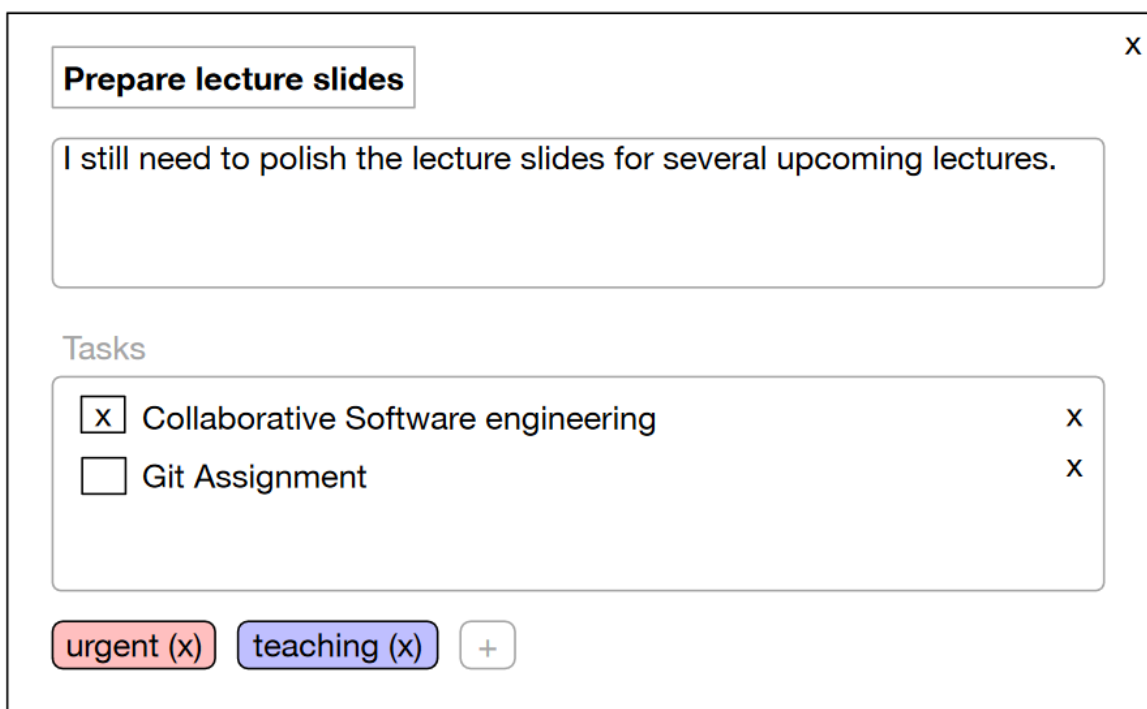 x
Prepare lecture slides
I still need to polish the lecture slides for several upcoming lectures.
Tasks
x Collaborative Software engineering x
Git Assignment x
urgent (x) teaching (x) +